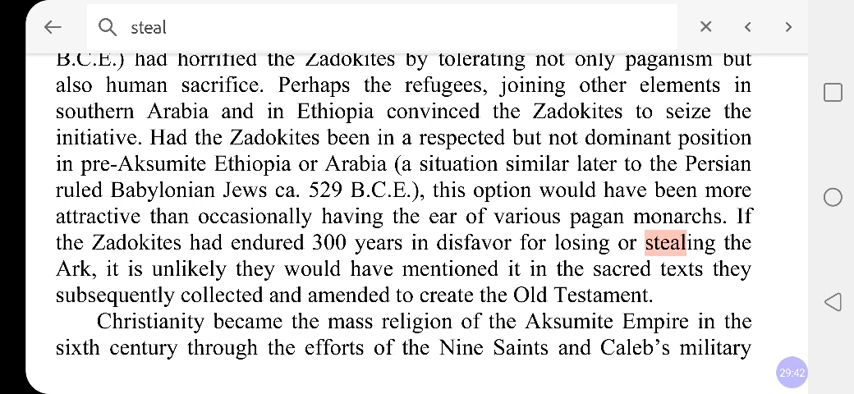 steal
B.C.E.) had horrified the Zadokites by tolerating not only paganism but
also human sacrifice. Perhaps the refugees, joining other elements in
southern Arabia and in Ethiopia convinced the Zadokites to seize the
initiative. Had the Zadokites been in a respected but not dominant position
in pre-Aksumite Ethiopia or Arabia (a situation similar later to the Persian
ruled Babylonian Jews ca. 529 B.C.E.), this option would have been more
attractive than occasionally having the ear of various pagan monarchs. If
the Zadokites had endured 300 years in disfavor for losing or stealing the
Ark, it is unlikely they would have mentioned it in the sacred texts they
subsequently collected and amended to create the Old Testament.
Christianity became the mass religion of the Aksumite Empire in the
sixth century through the efforts of the Nine Saints and Caleb’s military
29:42